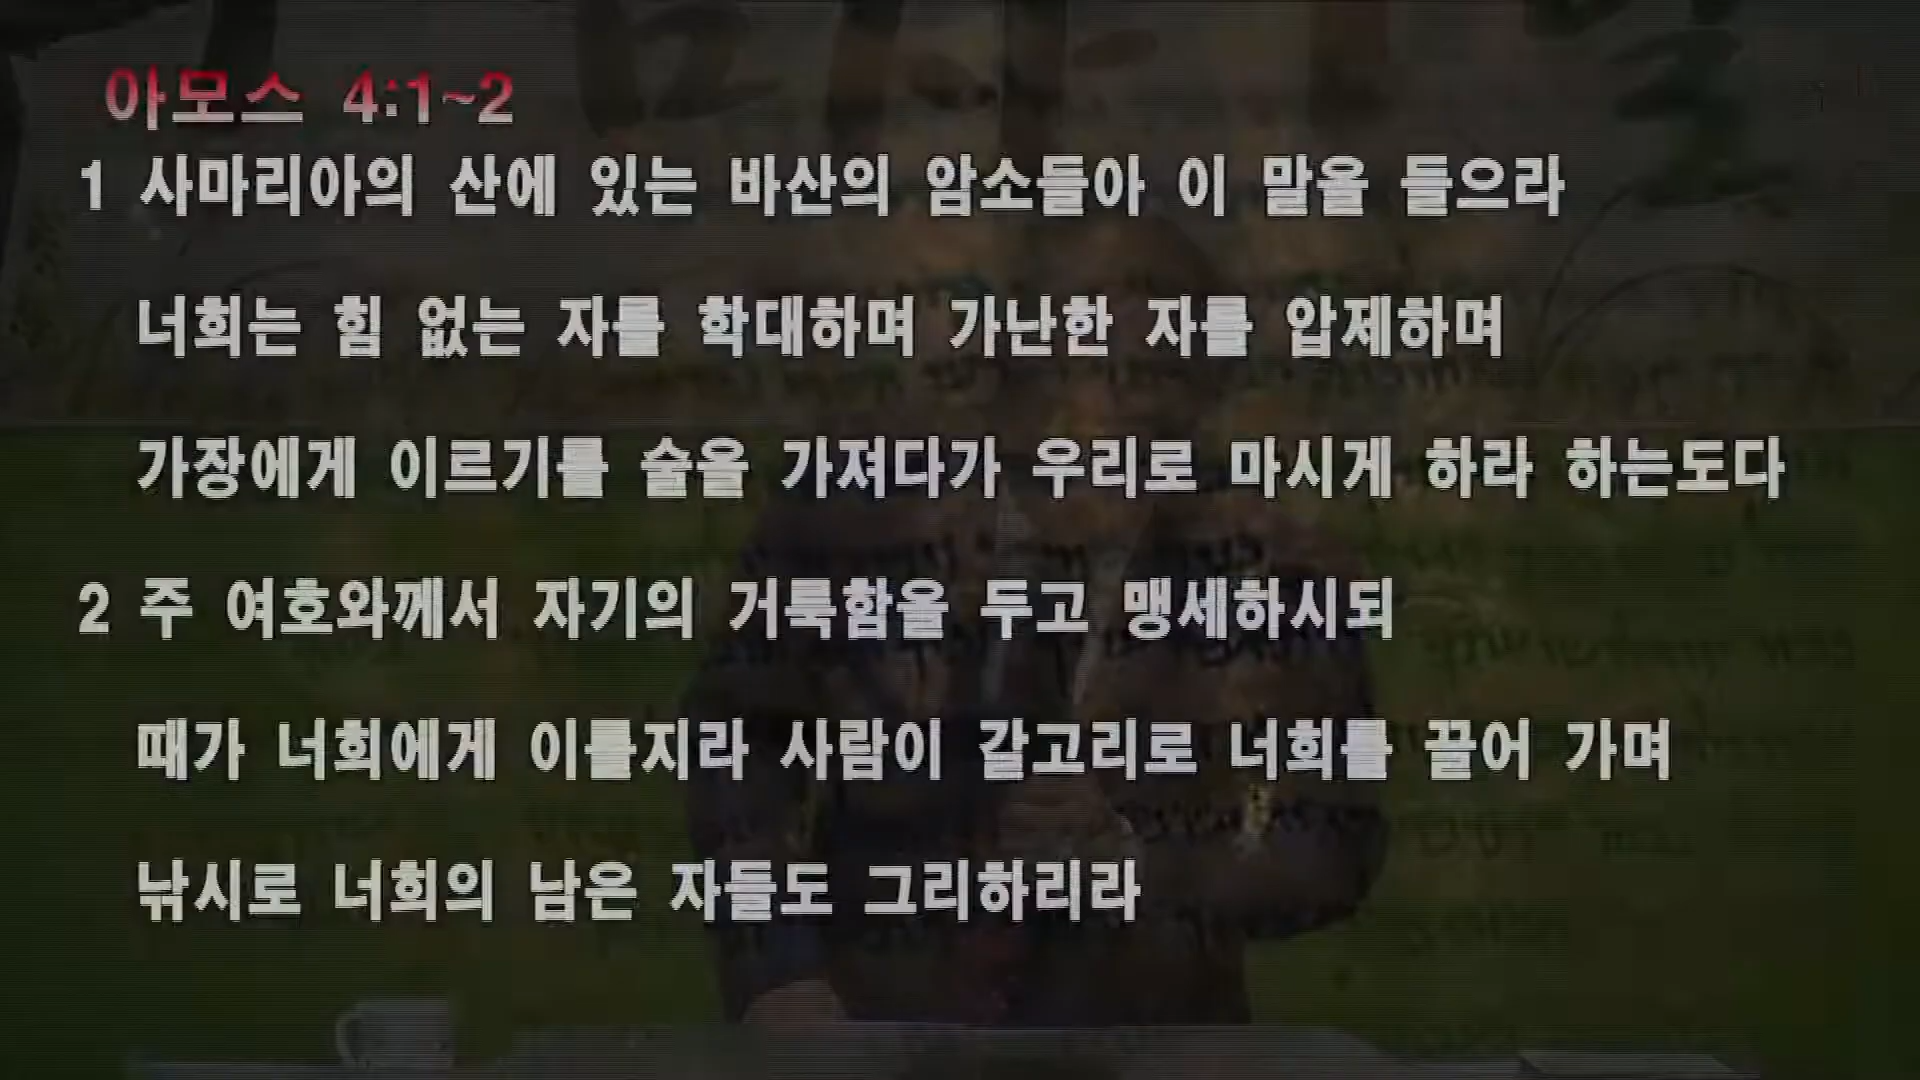 아모스 4:1~2
1 사마리아의 산에 있는 바산의 암소들아 이 말을 들으라
너희는 힘 없는 자를 학대하며 가난한 자를 압제하며
가장에게 이르기를 술을 가져다가 우리로 마시게 하라 하는도다
2 주 여호와께서 자기의 거룩함을 두고 맹세하시되
때가 너희에게 이를지라 사람이 갈고리로 너희를 끌어 가며
낚시로 너희의 남은 자들도 그리하리라